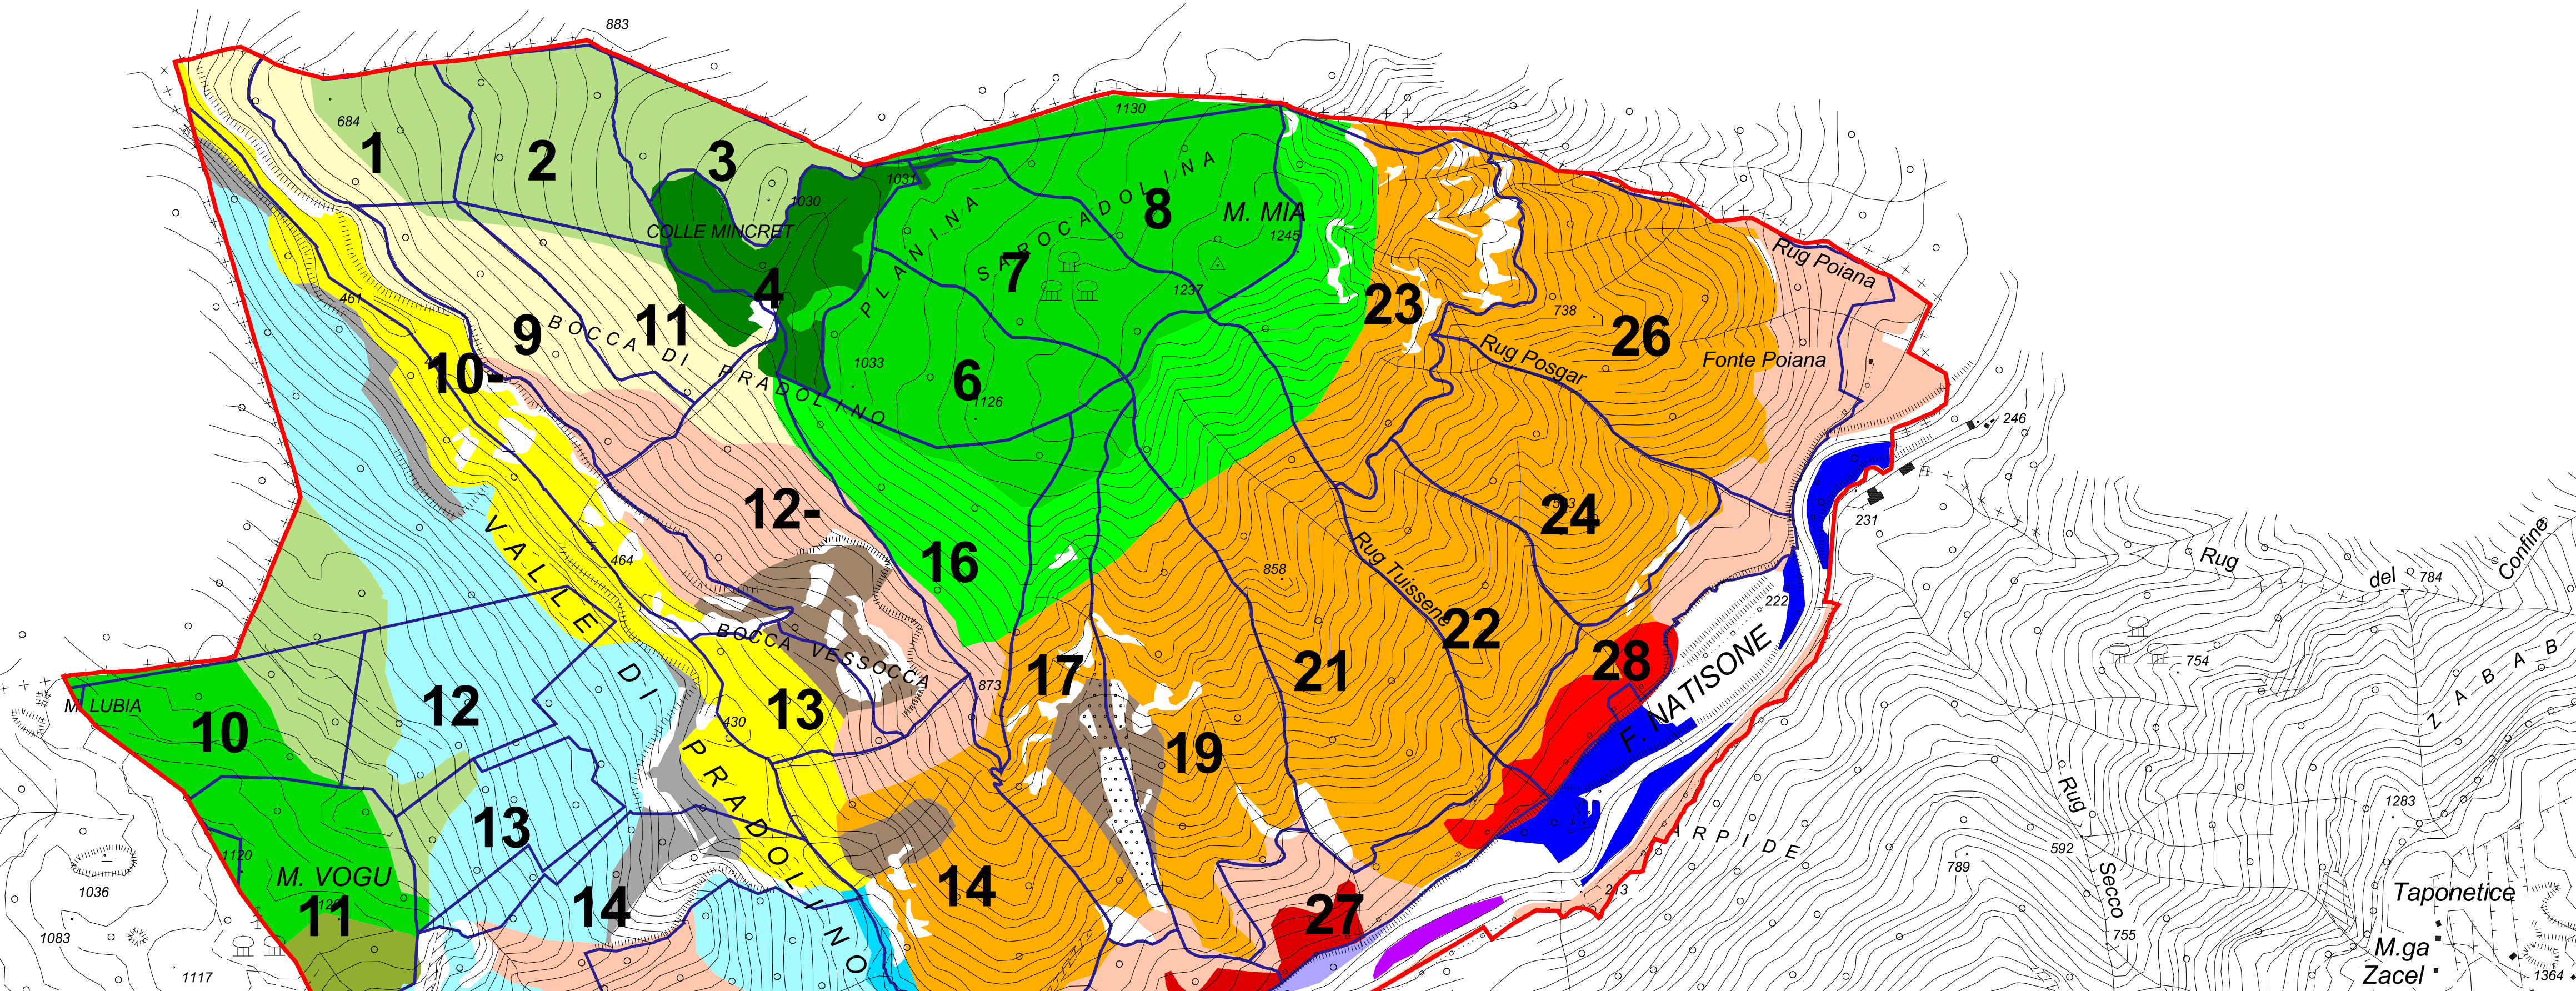 883
684
1
2
3
1130
1031
1030
COLLE MINCRET
PLANINA
SAROCADOLINA
8
M. MIA
1245
7
1237
4
461
9
BOCCA DI PRADOLINO
11
10-
1033
6
1126
23
738
26
Rug Poiana
Rug Posgar
Fonte Poiana
246
231
12-
16
24
VALLE DI PRADOLINO
464
858
Rug Tuissene
22
222
BOCCA VESSOCCA
873
17
21
28
F. NATISONE
Rug del Confine
784
754
ZABAB
M. LUBIA
10
12
13
430
19
13
14
14
1120
M. VOGU
11
1036
1083
1117
27
213
ARPIDE
789
592
Rug Secco
755
1283
Taponetice
M.ga
Zacel
1364